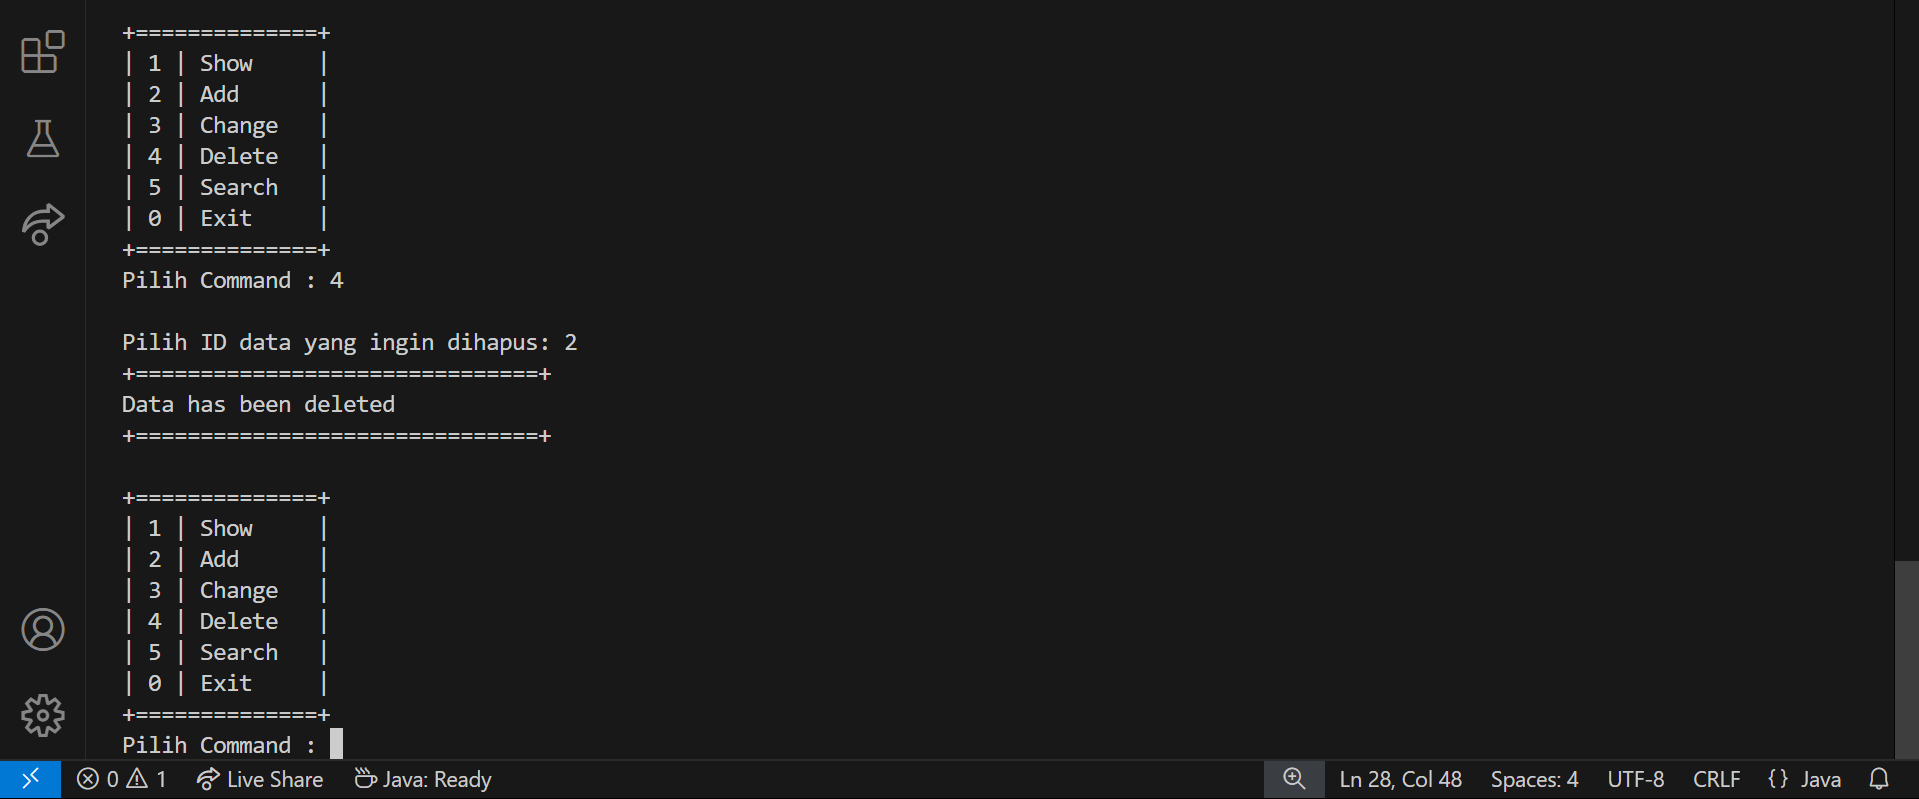 +==============+
| 1 | Show     |
| 2 | Add      |
| 3 | Change   |
| 4 | Delete   |
| 5 | Search   |
| 0 | Exit     |
+==============+
Pilih Command : 4
Pilih ID data yang ingin dihapus: 2
+===============================+
Data has been deleted
+===============================+
+==============+
| 1 | Show     |
| 2 | Add      |
| 3 | Change   |
| 4 | Delete   |
| 5 | Search   |
| 0 | Exit     |
+==============+
Pilih Command :
0 1 Live Share Java: Ready Ln 28, Col 48 Spaces: 4 UTF-8 CRLF {} Java